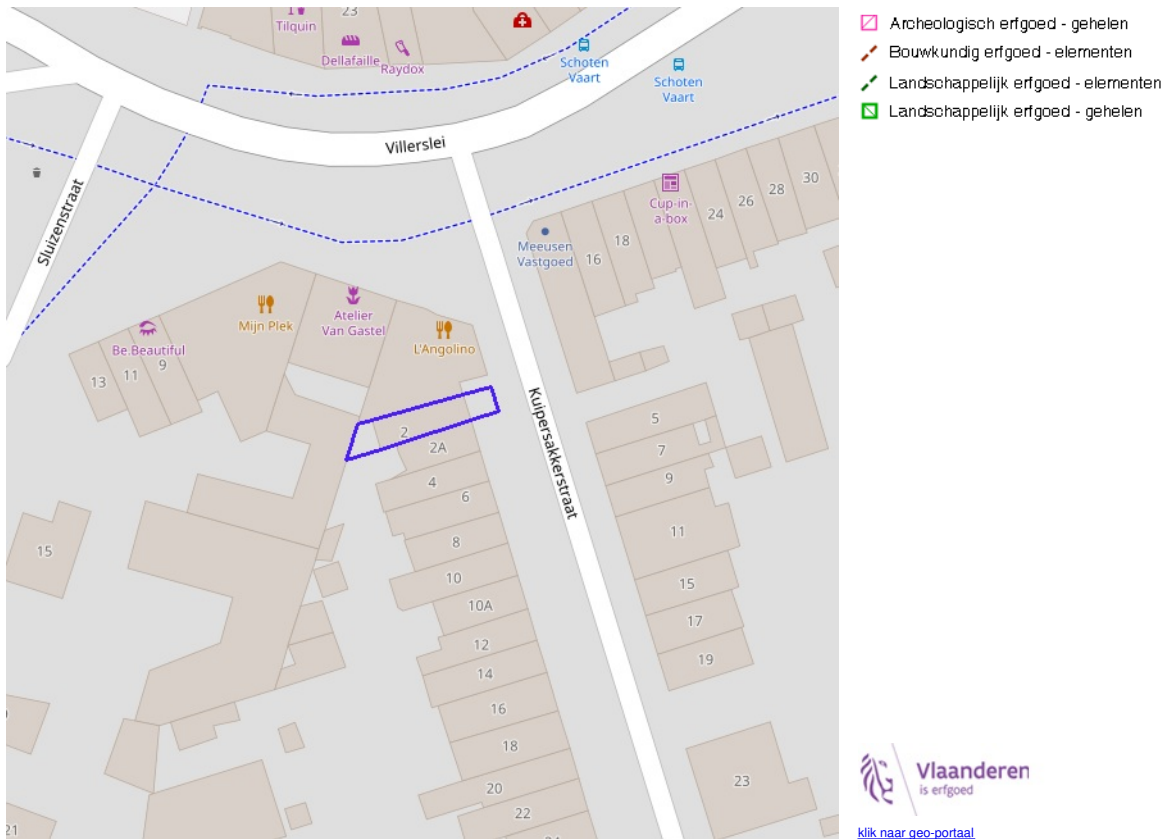 Tilquin
23
Dellafaille
Raydox
Schoten
Vaart
Schoten
Vaart
Villerslei
Sluizenstraat
Kuipersakkerstraat
Cup-in-
a-box
16
18
24
26
28
30
Meeusen
Vastgoed
Mijn Plek
Atelier
Van Gastel
L'Angolino
Be.Beautiful
13
11
9
2
2A
4
6
8
10
10A
12
14
16
18
20
22
24
5
7
9
11
15
17
19
23
15
21
Archeologisch erfgoed - gehelen
Bouwkundig erfgoed - elementen
Landschappelijk erfgoed - elementen
Landschappelijk erfgoed - gehelen
Vlaanderen
is erfgoed
klik naar geo-portaal